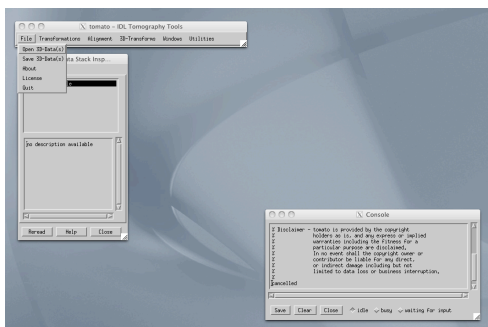 X tomato - IDL Tomography Tools
File Transformations Alignment 3D-Transforms Windows Utilities
Open 3D-Data(s)
Save 3D-Data(s)
About
License
Quit
ta Stack Insp...
no description available
Reread Help Close
X Console
% Disclaimer - tomato is provided by the copyright
% holders as is, and any express or implied
% warranties including the fitness for a
% particular purpose are disclaimed.
% In no event shall the copyright owner or
% contributor be liable for any direct.
% or indirect damage including but not
% limited to data loss or business interruption.
%
cancelled
Save Clear Close idle busy waiting for input